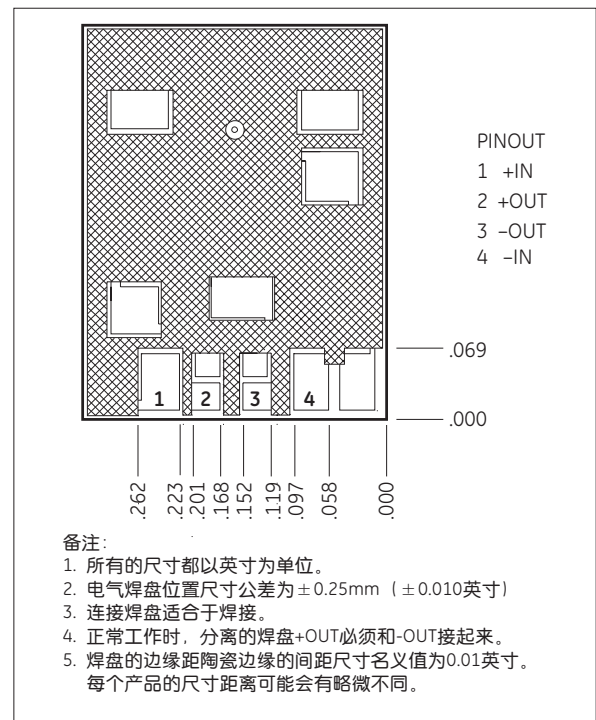 PINOUT
1 +IN
2 +OUT
3 –OUT
4 –IN
.069
1 2 3 4
.000
.262 .223 .201 .168 .152 .119 .097 .058 .000
备注:
1. 所有的尺寸都以英寸为单位。
2. 电气焊盘位置尺寸公差为±0.25mm（±0.010英寸）
3. 连接焊盘适合于焊接。
4. 正常工作时，分离的焊盘+OUT必须和-OUT接起来。
5. 焊盘的边缘距陶瓷边缘的间距尺寸名义值为0.01英寸。
每个产品的尺寸距离可能会有略微不同。